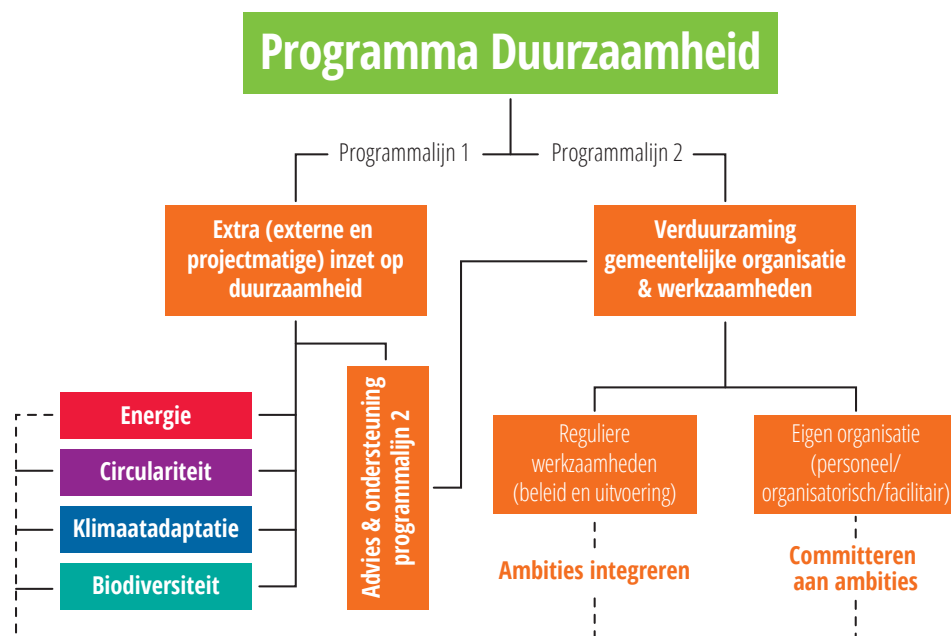 Programma Duurzaamheid
Programmalijn 1
Programmalijn 2
Extra (externe en
projectmatige) inzet op
duurzaamheid
Verduurzaming
gemeentelijke organisatie
& werkzaamheden
Energie
Circulariteit
Klimaatadaptatie
Biodiversiteit
Advies & ondersteuning
programmalijn 2
Reguliere
werkzaamheden
(beleid en uitvoering)
Eigen organisatie
(personeel/
organisatorisch/facilitair)
Ambities integreren
Committeren
aan ambities